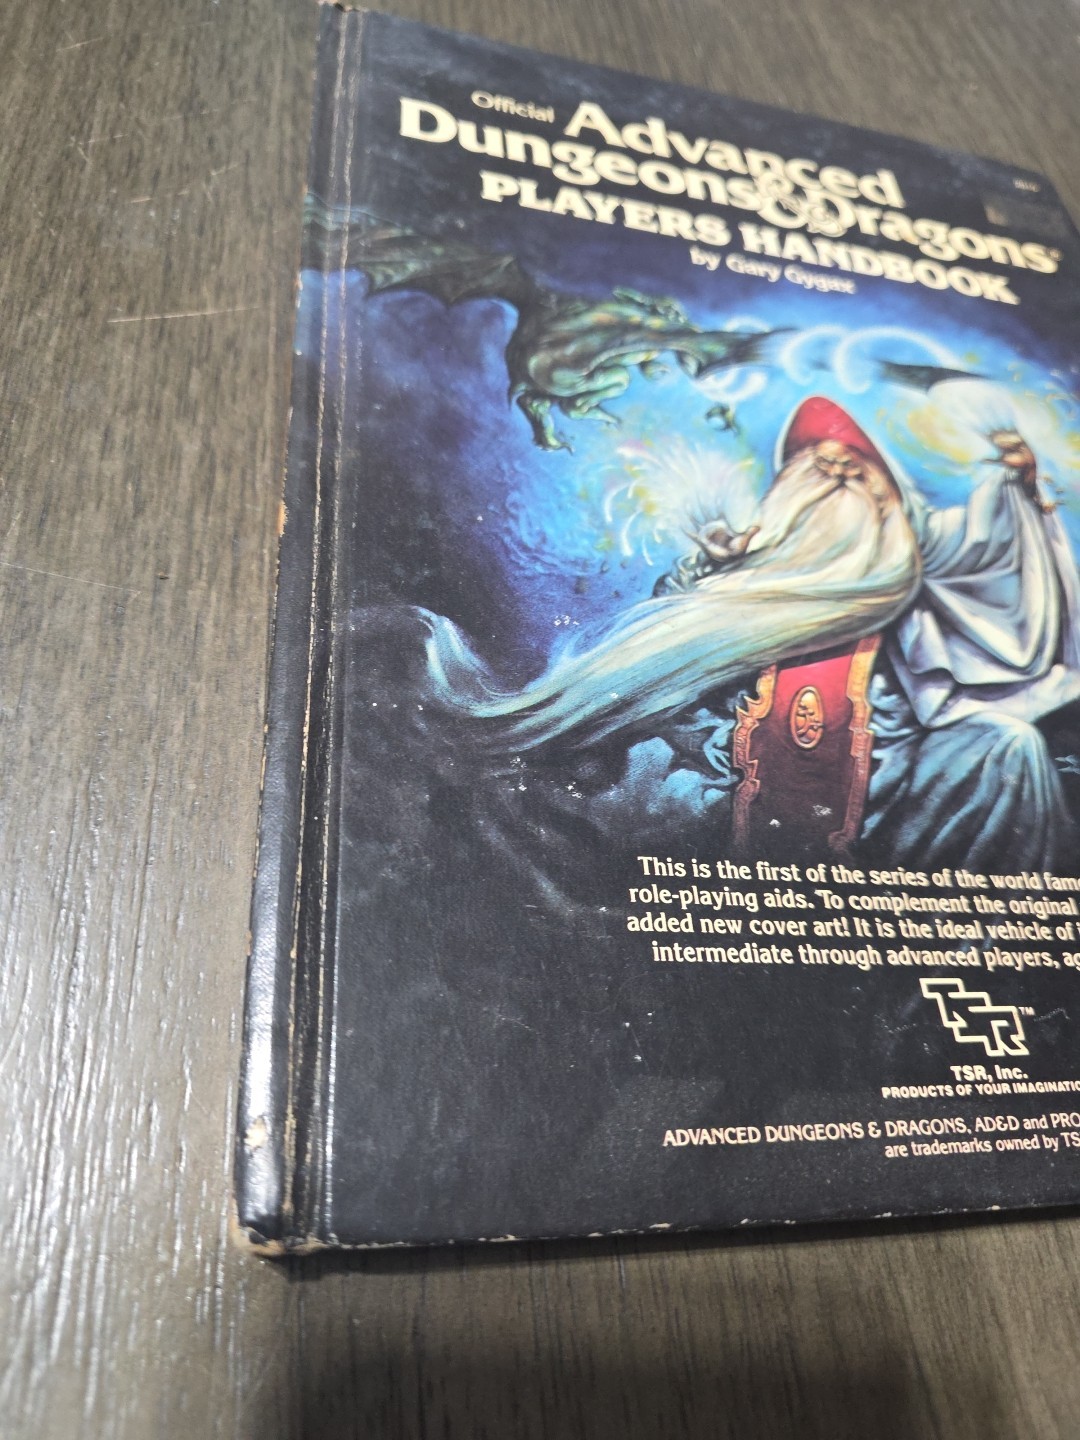 Official Advanced
Dungeons & Dragons®
PLAYERS HANDBOOK
by Gary Gygax
This is the first of the series of the world fam
role-playing aids. To complement the original
added new cover art! It is the ideal vehicle of
intermediate through advanced players, ag
TSR™
TSR, Inc.
PRODUCTS OF YOUR IMAGINATIO
ADVANCED DUNGEONS & DRAGONS, AD&D and PRO
are trademarks owned by TS